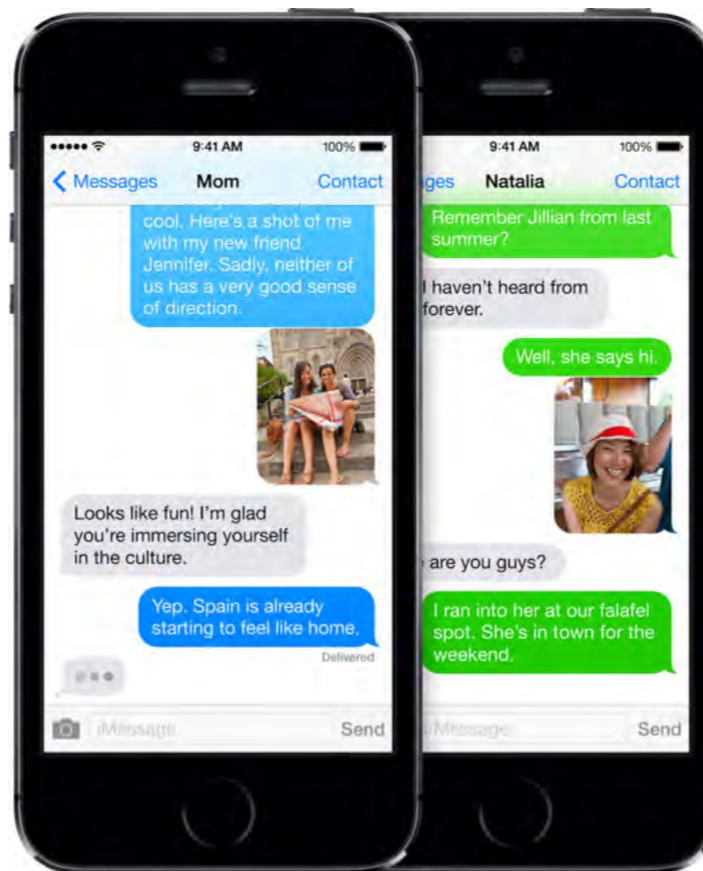 9:41 AM
100%
Messages
Mom
Contact
cool. Here's a shot of me
with my new friend
Jennifer. Sadly, neither of
us has a very good sense
of direction.
Looks like fun! I'm glad
you're immersing yourself
in the culture.
Yep. Spain is already
starting to feel like home.
Delivered
iMessage
Send
9:41 AM
100%
ges
Natalia
Contact
Remember Jillian from last
summer?
I haven't heard from
forever.
Well, she says hi.
are you guys?
I ran into her at our falafel
spot. She's in town for the
weekend.
iMessage
Send